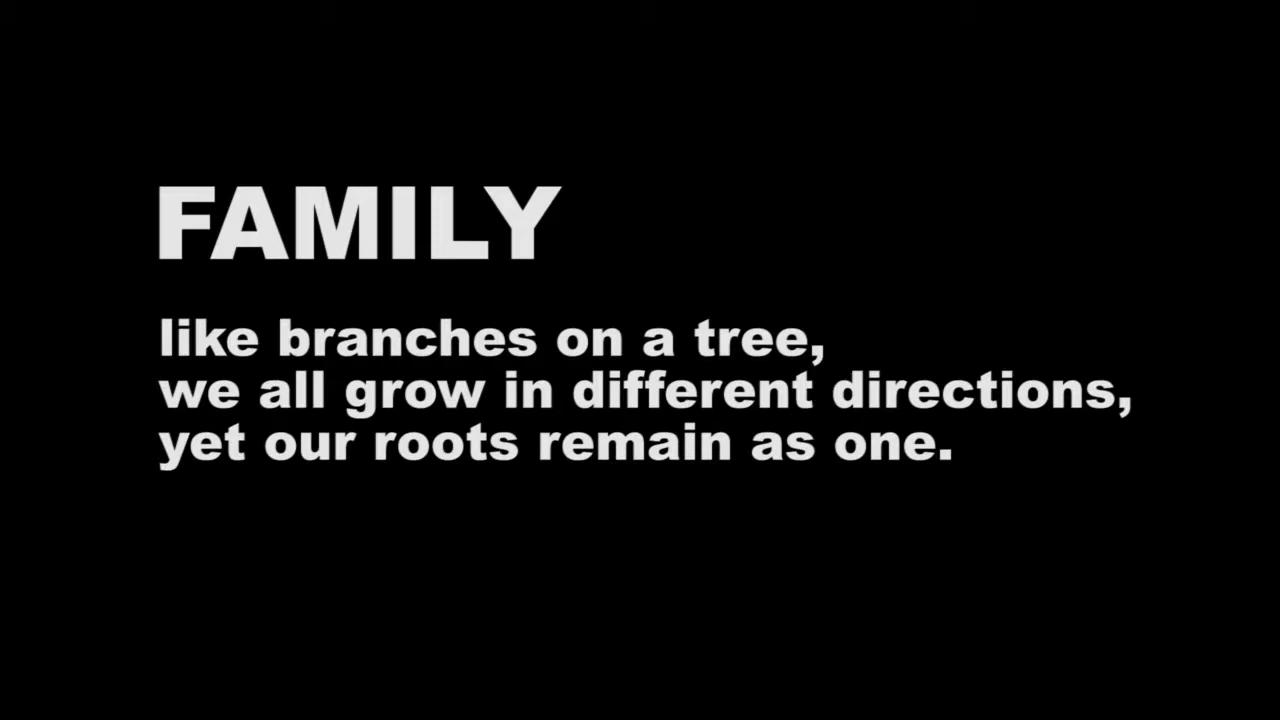 FAMILY
like branches on a tree,
we all grow in different directions,
yet our roots remain as one.